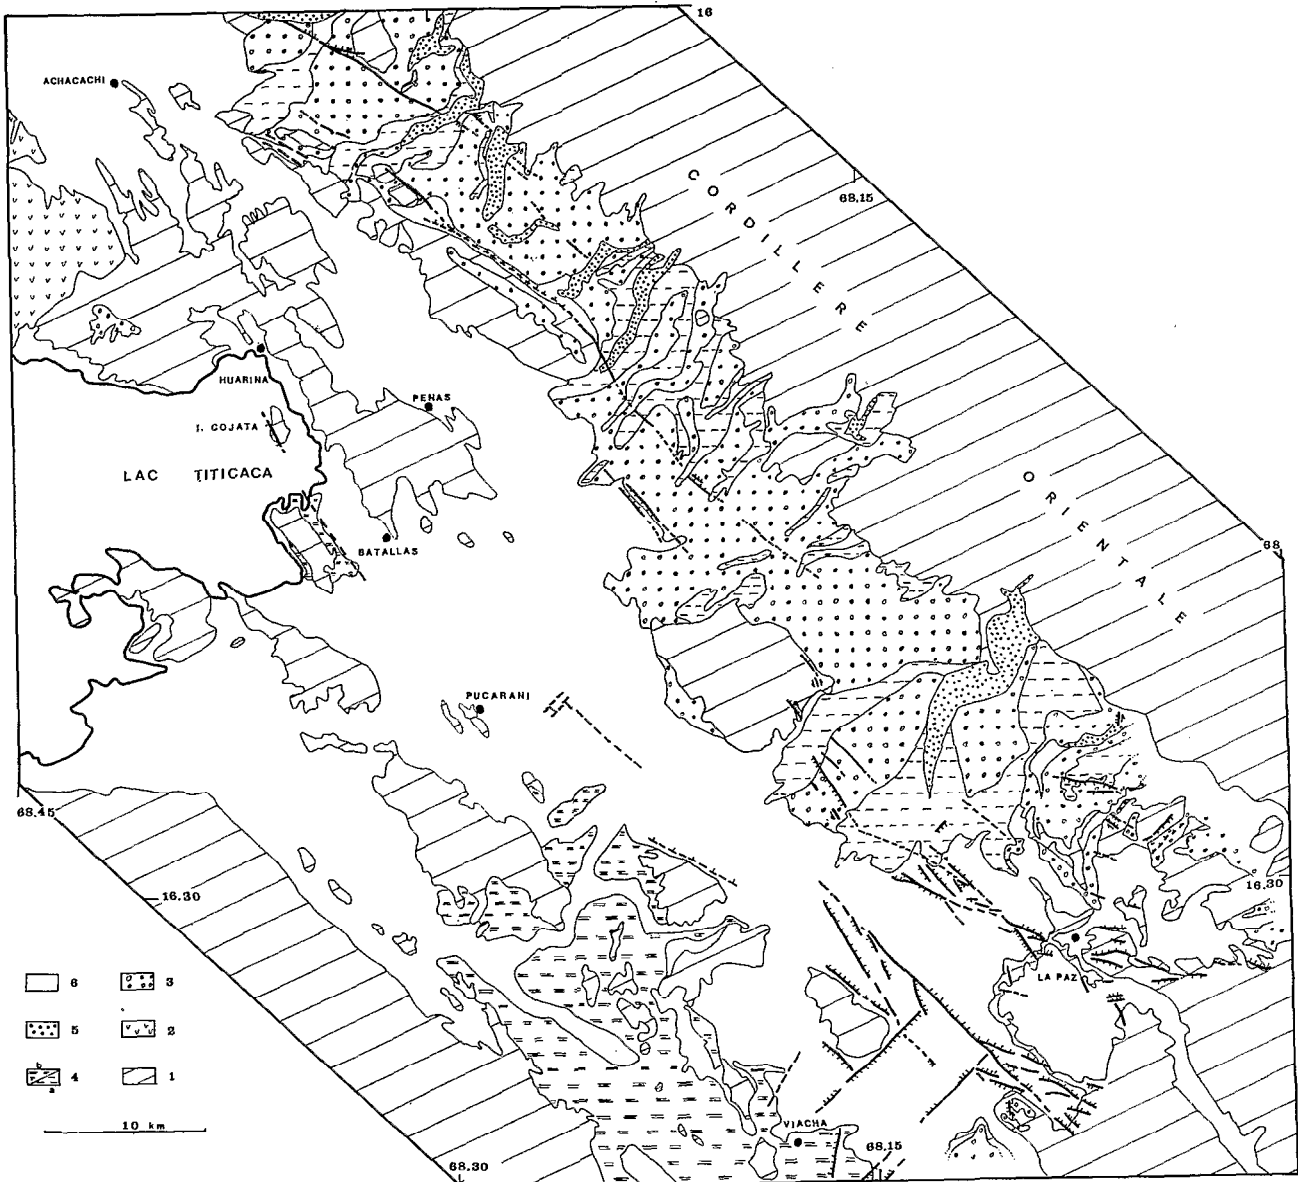 16
ACHACACHI
68.15
CORDILLERE
HUARINA
PENAS
I. COJATA
LAC TITICACA
ORIENTALE
BATALLAS
68
PUCARANI
68.45
16.30
16.30
LA PAZ
6
3
5
2
b
4
a
1
10 km
VIACHA
68.15
68.30